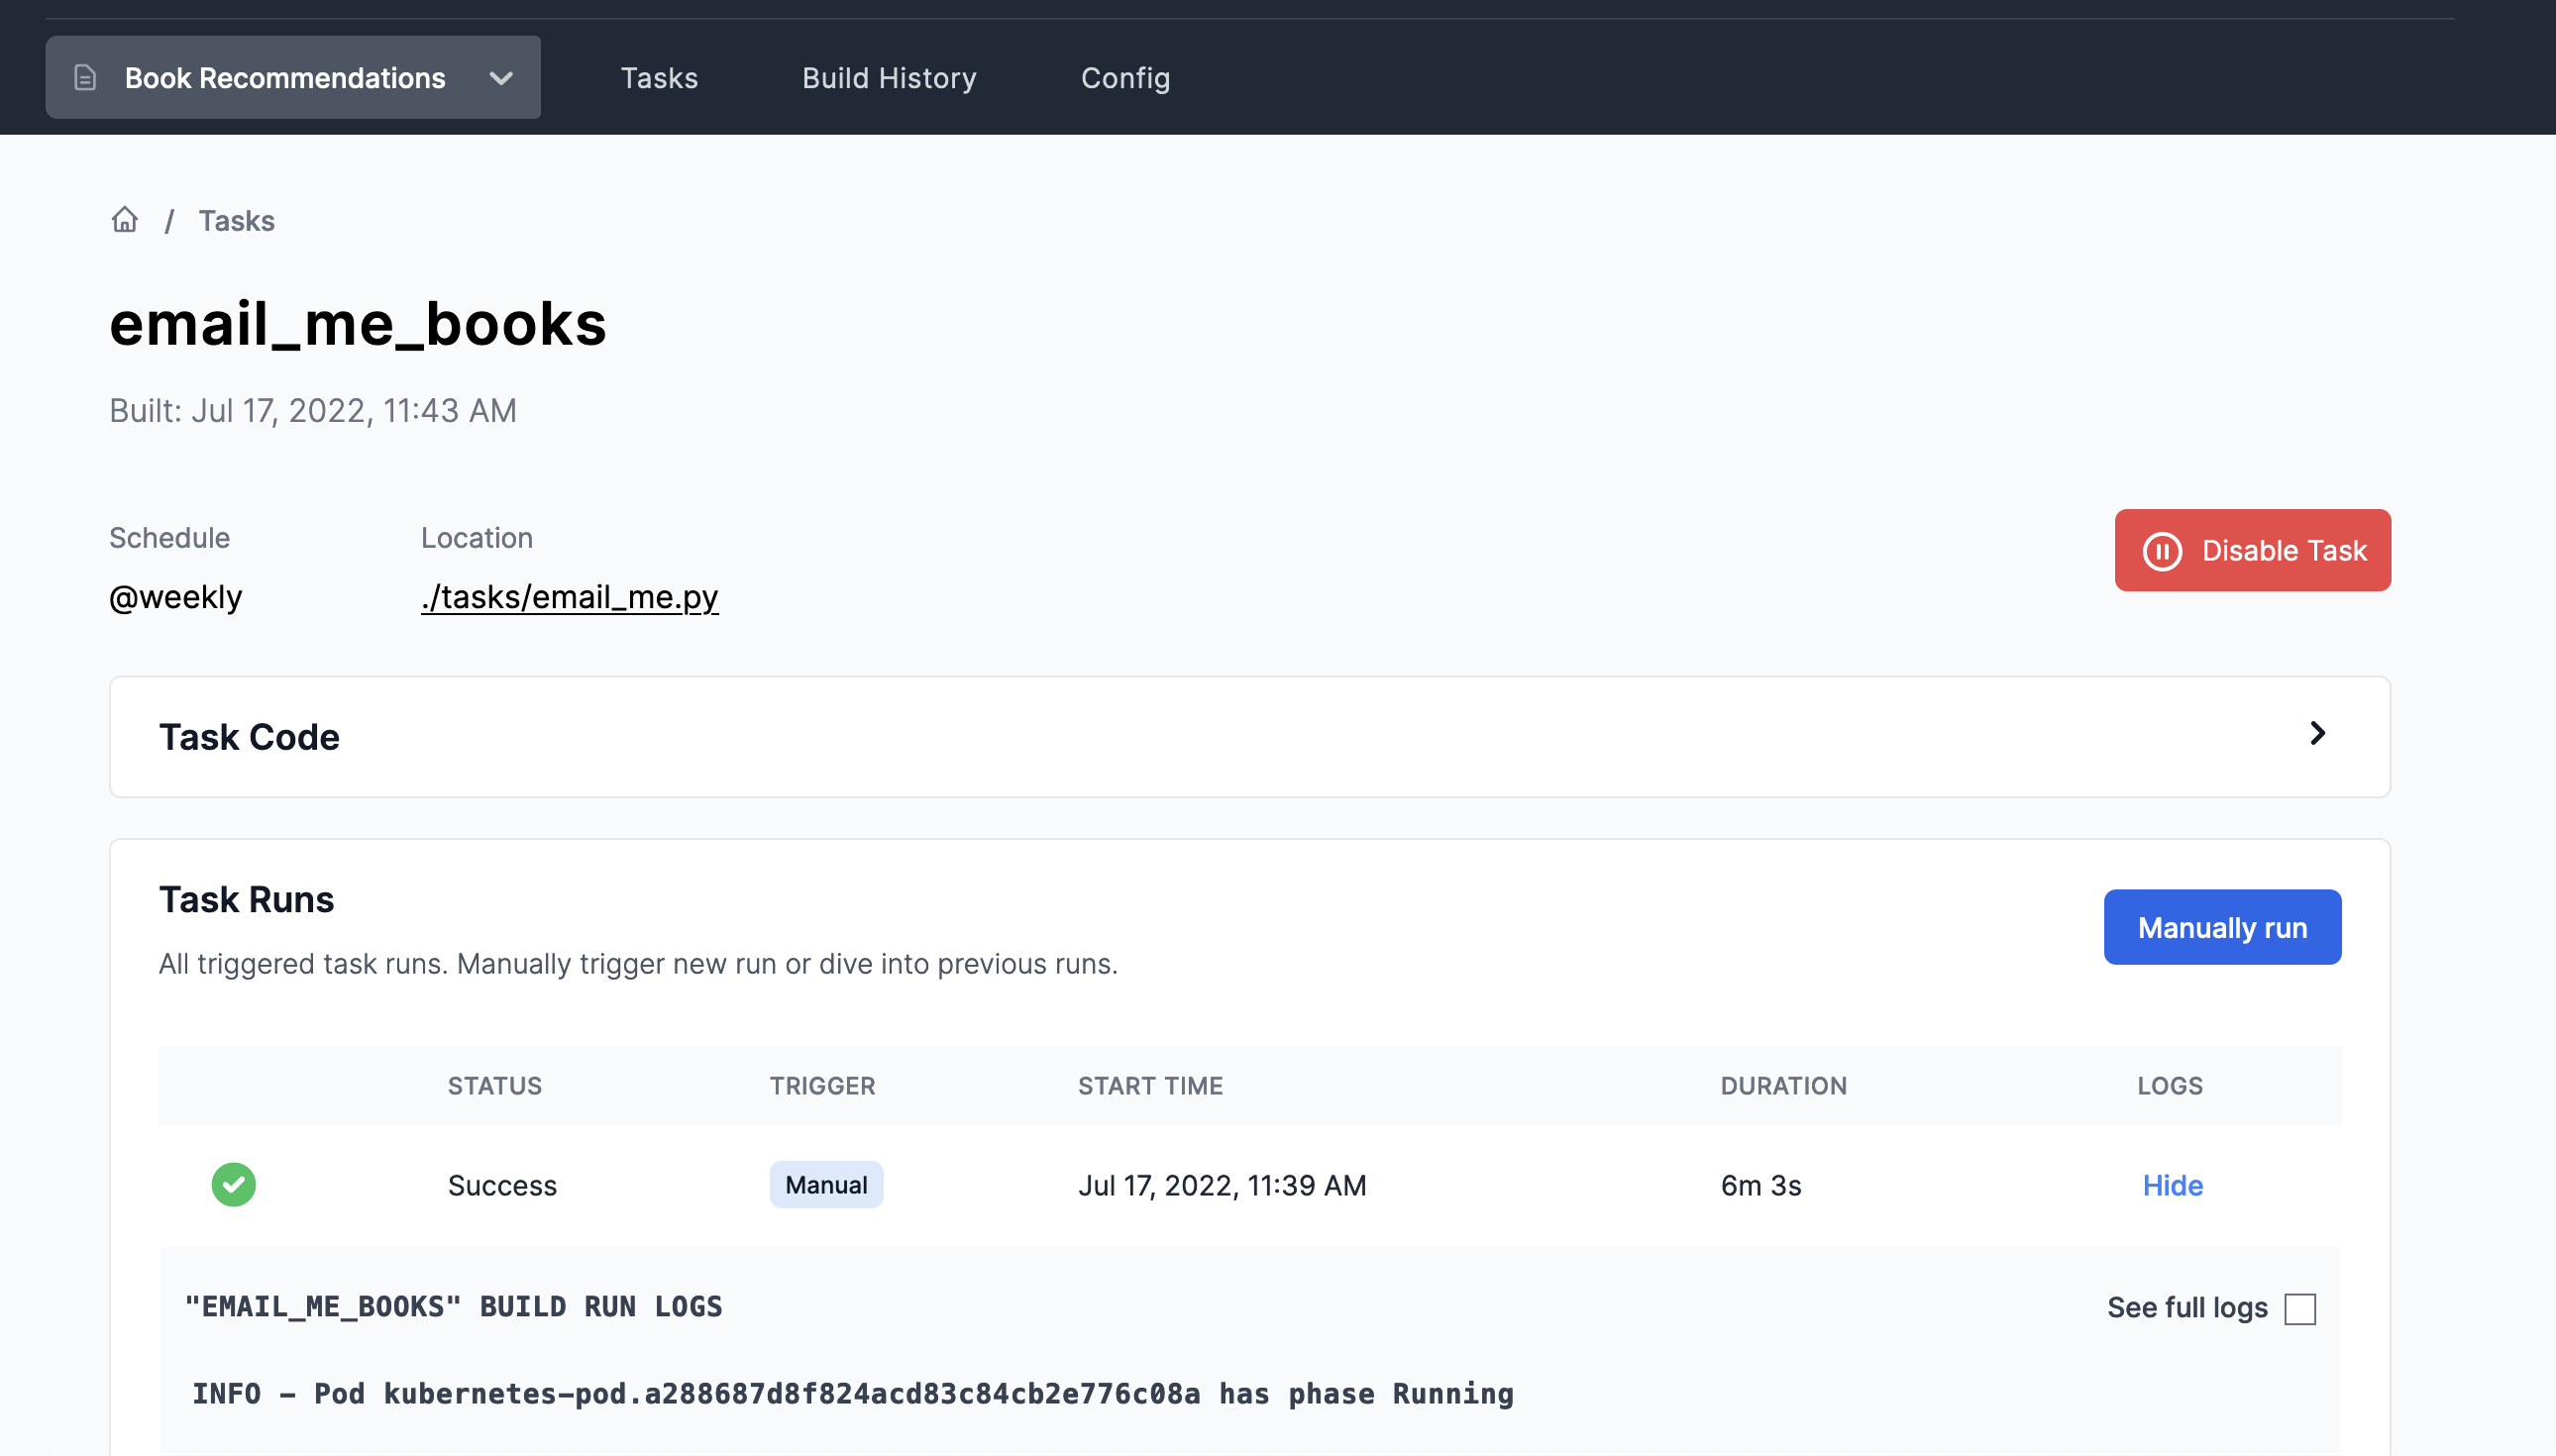 Book Recommendations Tasks Build History Config
/ Tasks
email_me_books
Built: Jul 17, 2022, 11:43 AM
Schedule Location
@weekly ./tasks/email_me.py
Disable Task
Task Code
Task Runs
Manually run
All triggered task runs. Manually trigger new run or dive into previous runs.
STATUS TRIGGER START TIME DURATION LOGS
Success Manual Jul 17, 2022, 11:39 AM 6m 3s Hide
"EMAIL_ME_BOOKS" BUILD RUN LOGS See full logs
INFO - Pod kubernetes-pod.a288687d8f824acd83c84cb2e776c08a has phase Running